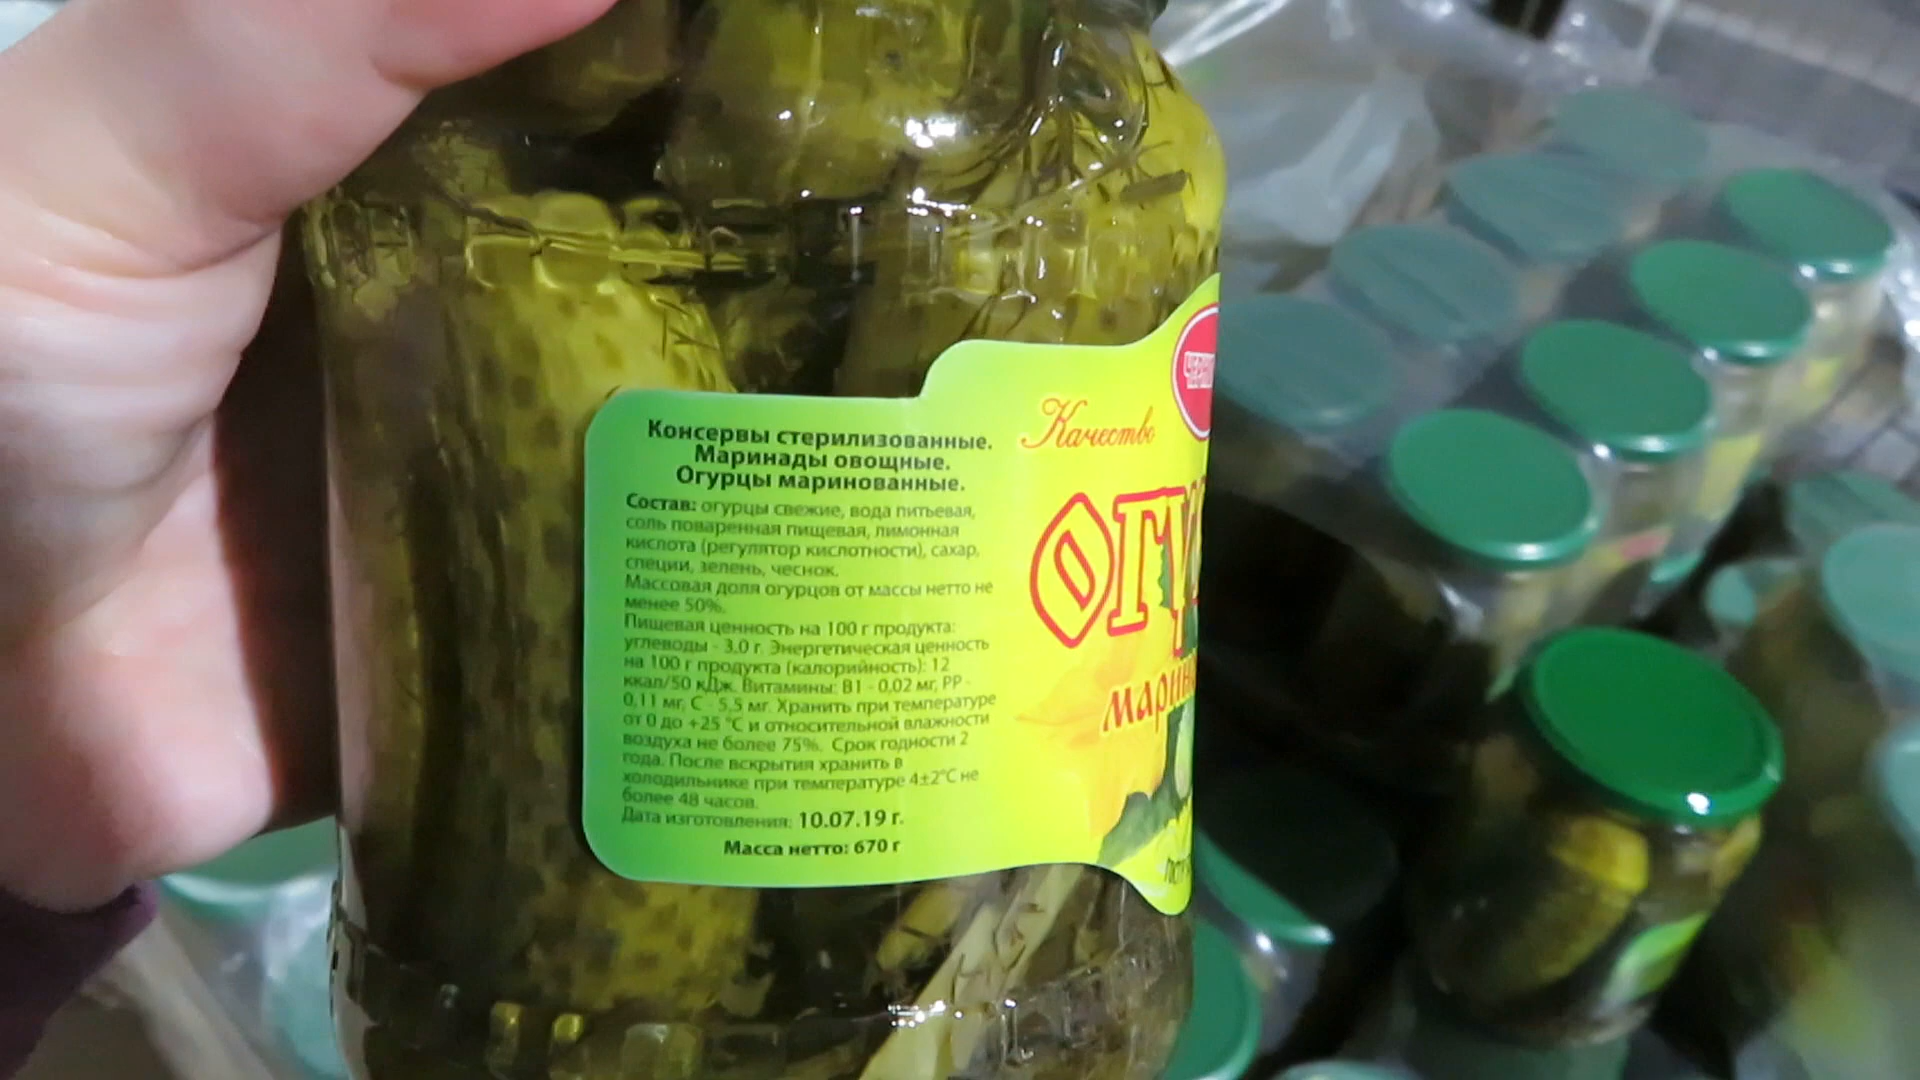 Консервы стерилизованные.
Маринады овощные.
Огурцы маринованные.
Состав: огурцы свежие, вода питьевая,
соль поваренная пищевая, лимонная
кислота (регулятор кислотности), сахар,
специи, зелень, чеснок.
Массовая доля огурцов от массы нетто не
менее 50%.
Пищевая ценность на 100 г продукта:
углеводы - 3.0 г. Энергетическая ценность
на 100 г продукта (калорийность): 12
ккал/50 кДж. Витамины: В1 - 0,02 мг, РР -
0,11 мг, С - 5,5 мг. Хранить при температуре
от 0 до +25 °С и относительной влажности
воздуха не более 75%. Срок годности 2
года. После вскрытия хранить в
холодильнике при температуре 4±2°С не
более 48 часов.
Дата изготовления: 10.07.19 г.
Масса нетто: 670 г
Качество